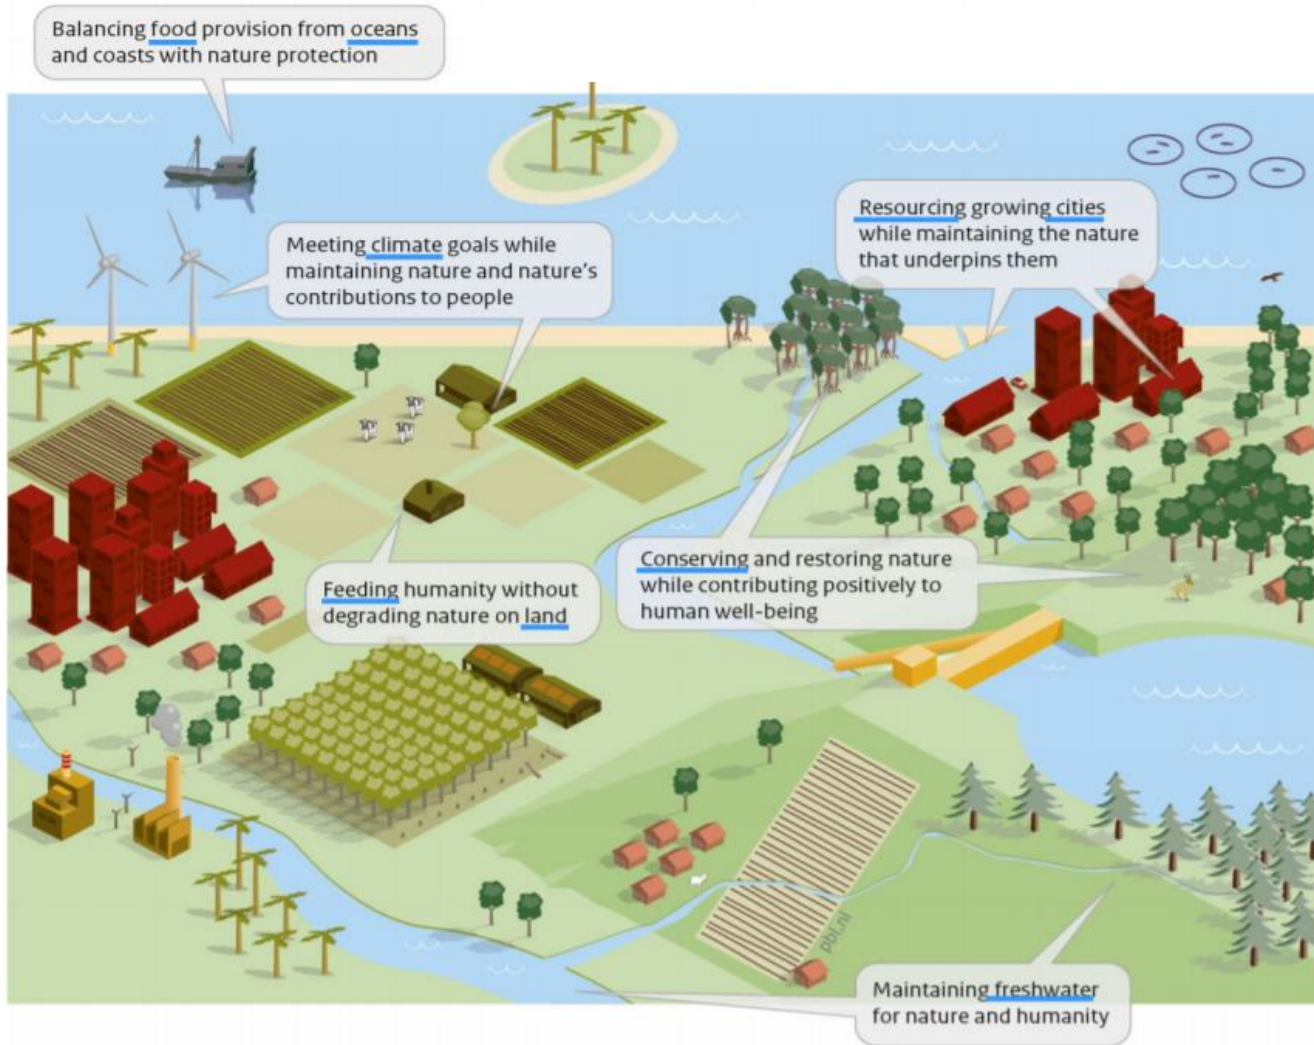 Balancing food provision from oceans
and coasts with nature protection
Resourcing growing cities
while maintaining the nature
that underpins them
Meeting climate goals while
maintaining nature and nature's
contributions to people
Conserving and restoring nature
while contributing positively to
human well-being
Feeding humanity without
degrading nature on land
pbl.nl
Maintaining freshwater
for nature and humanity